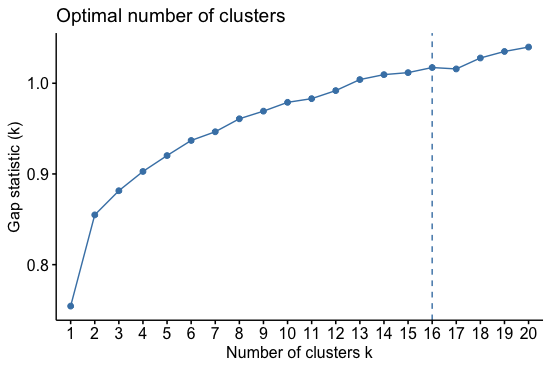 Optimal number of clusters
Gap statistic (k)
1.0
0.9
0.8
1 2 3 4 5 6 7 8 9 10 11 12 13 14 15 16 17 18 19 20
Number of clusters k